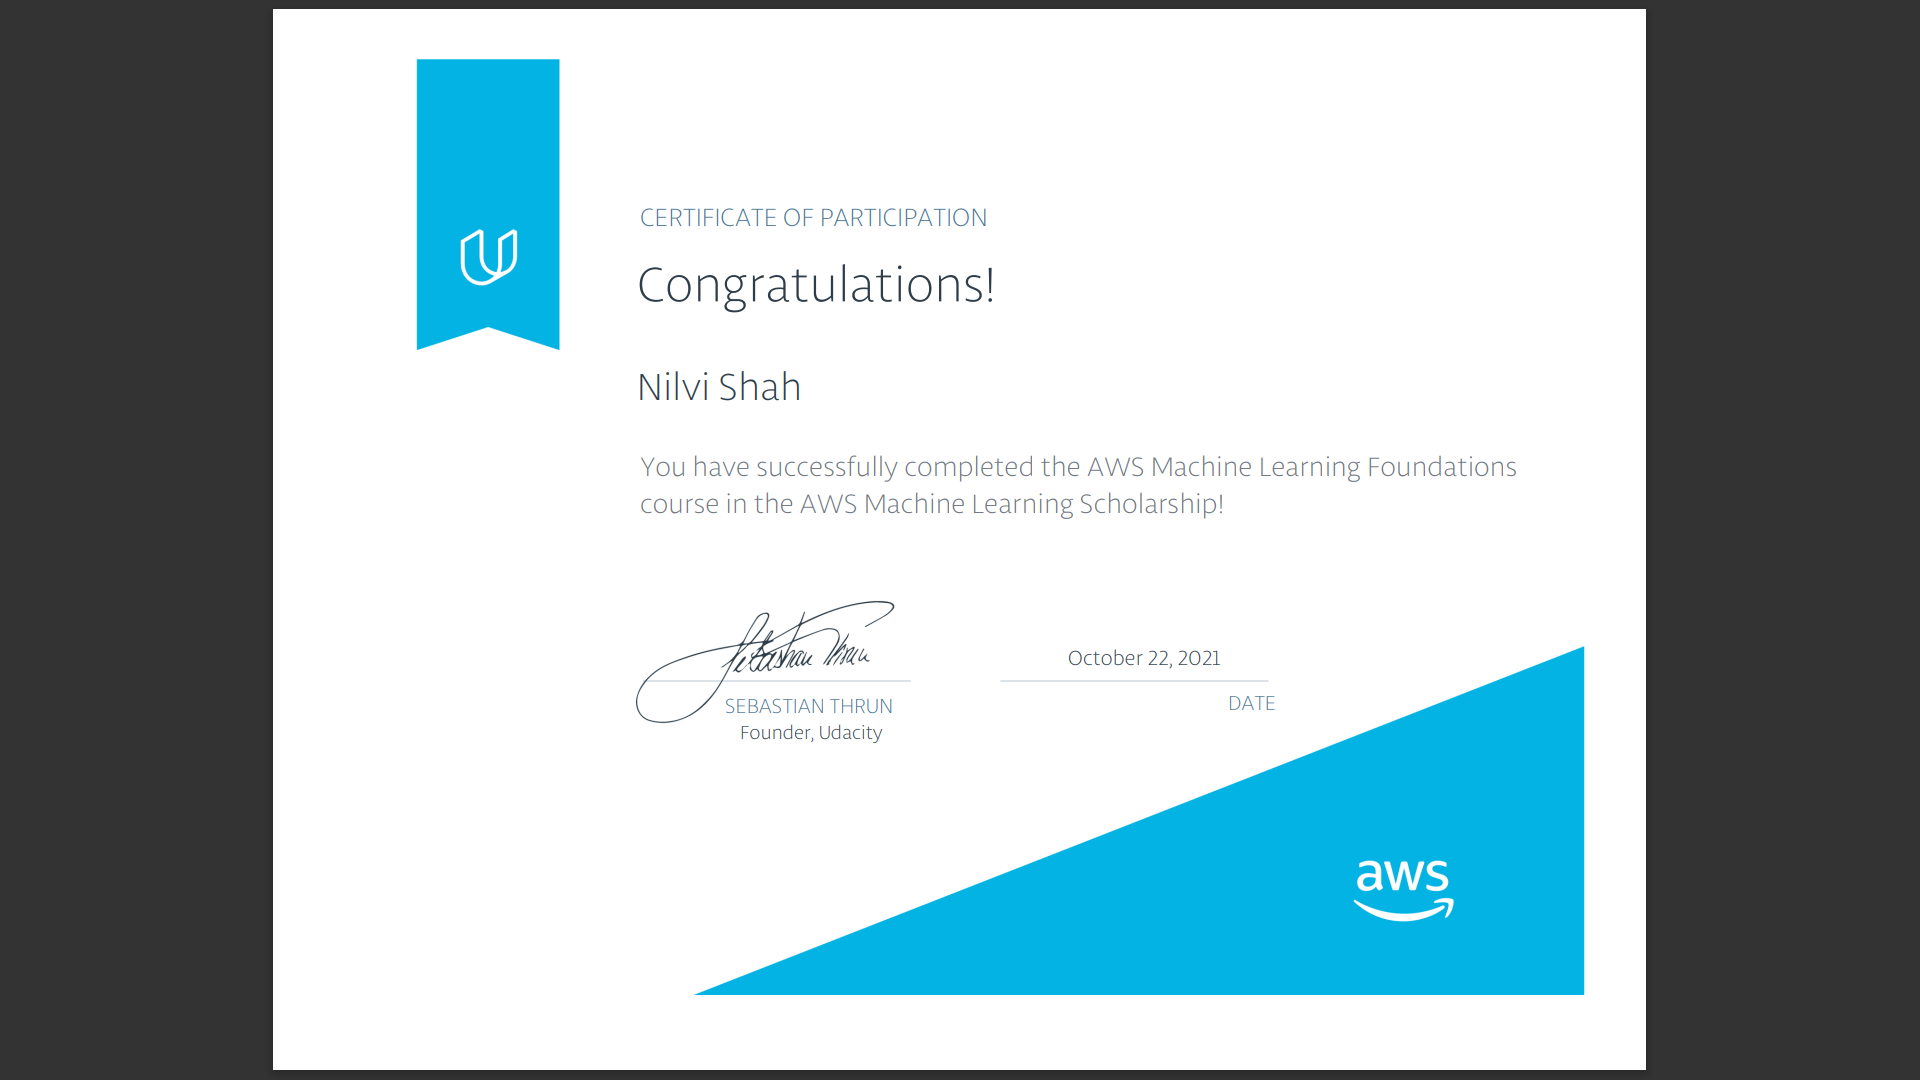 CERTIFICATE OF PARTICIPATION
Congratulations!
Nilvi Shah
You have successfully completed the AWS Machine Learning Foundations
course in the AWS Machine Learning Scholarship!
Sebastian Thrun
October 22, 2021
SEBASTIAN THRUN
DATE
Founder, Udacity
aws